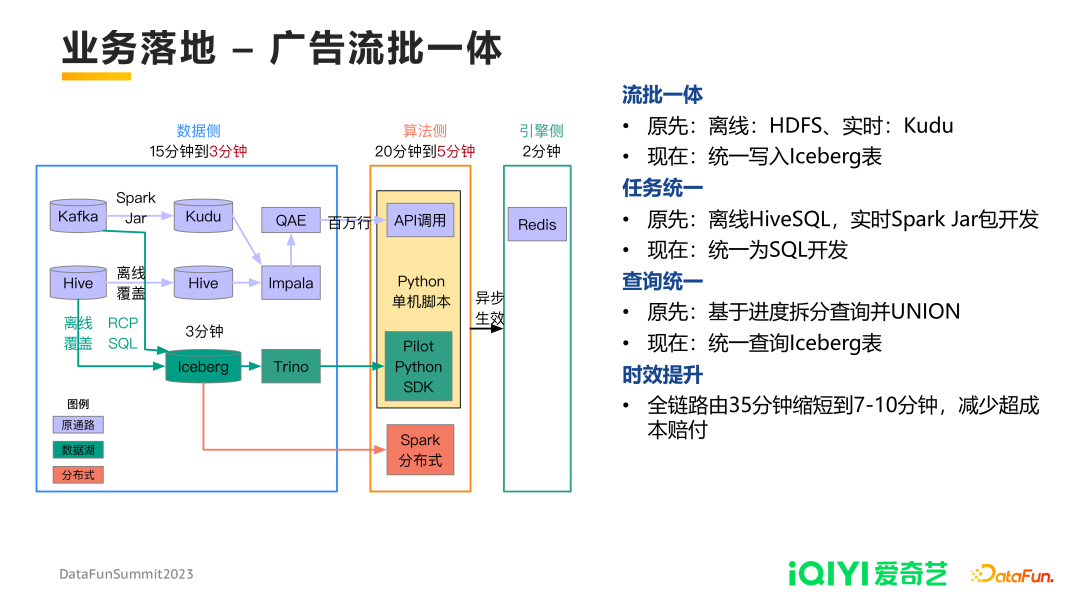 业务落地 – 广告流批一体
数据侧
15分钟到3分钟
算法侧
20分钟到5分钟
引擎侧
2分钟
Kafka
Spark
Jar
Kudu
QAE
百万行
API调用
Redis
Hive
离线
覆盖
Hive
Impala
Python
单机脚本
异步
生效
离线
覆盖
RCP
SQL
3分钟
Iceberg
Trino
Pilot
Python
SDK
图例
原通路
数据湖
分布式
Spark
分布式
流批一体
• 原先：离线：HDFS、实时：Kudu
• 现在：统一写入Iceberg表
任务统一
• 原先：离线HiveSQL，实时Spark Jar包开发
• 现在：统一为SQL开发
查询统一
• 原先：基于进度拆分查询并UNION
• 现在：统一查询Iceberg表
时效提升
• 全链路由35分钟缩短到7-10分钟，减少超成
本赔付
DataFunSummit2023
iQIYI 爱奇艺
DataFun.